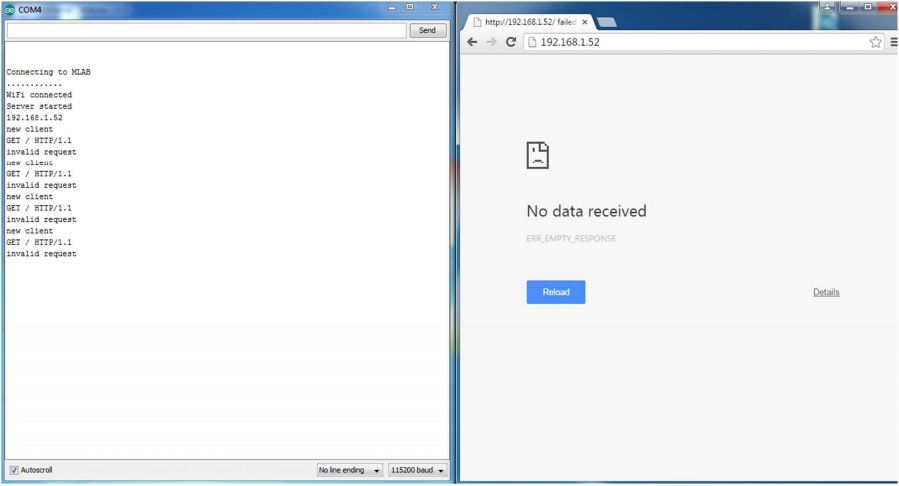 COM4
Send
Connecting to MLAB
............
WiFi connected
Server started
192.168.1.52
new client
GET / HTTP/1.1
invalid request
new client
GET / HTTP/1.1
invalid request
new client
GET / HTTP/1.1
invalid request
new client
GET / HTTP/1.1
invalid request
Autoscroll
No line ending
115200 baud
http://192.168.1.52/ failed
192.168.1.52
No data received
ERR_EMPTY_RESPONSE
Reload
Details